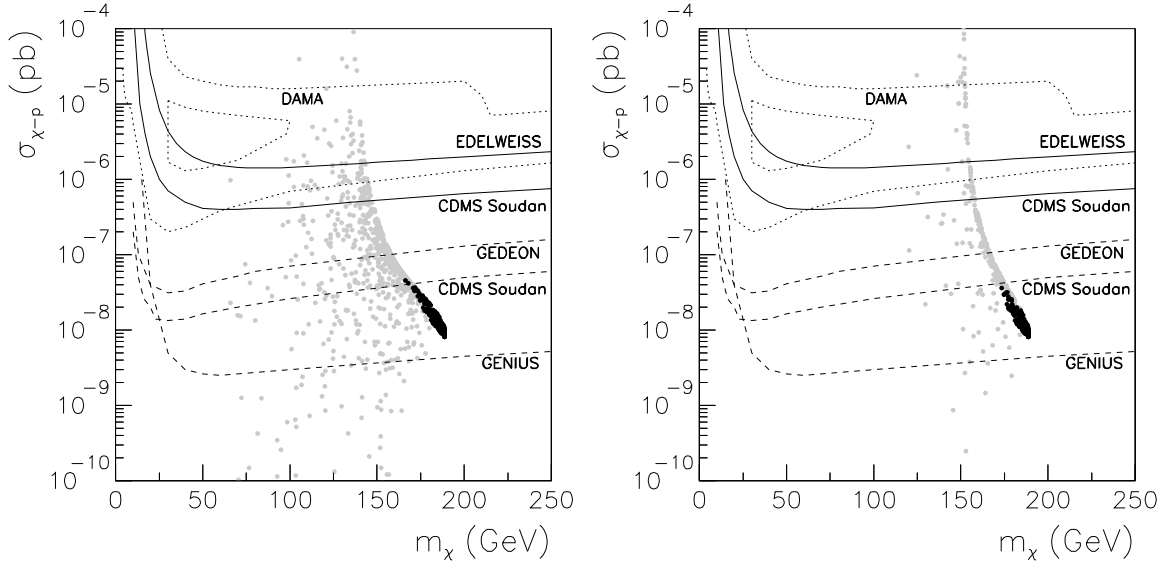 σχ-p (pb)
10-4
10-5
10-6
10-7
10-8
10-9
10-10
DAMA
EDELWEISS
CDMS Soudan
GEDEON
CDMS Soudan
GENIUS
0 50 100 150 200 250
mχ (GeV)
σχ-p (pb)
10-4
10-5
10-6
10-7
10-8
10-9
10-10
DAMA
EDELWEISS
CDMS Soudan
GEDEON
CDMS Soudan
GENIUS
0 50 100 150 200 250
mχ (GeV)